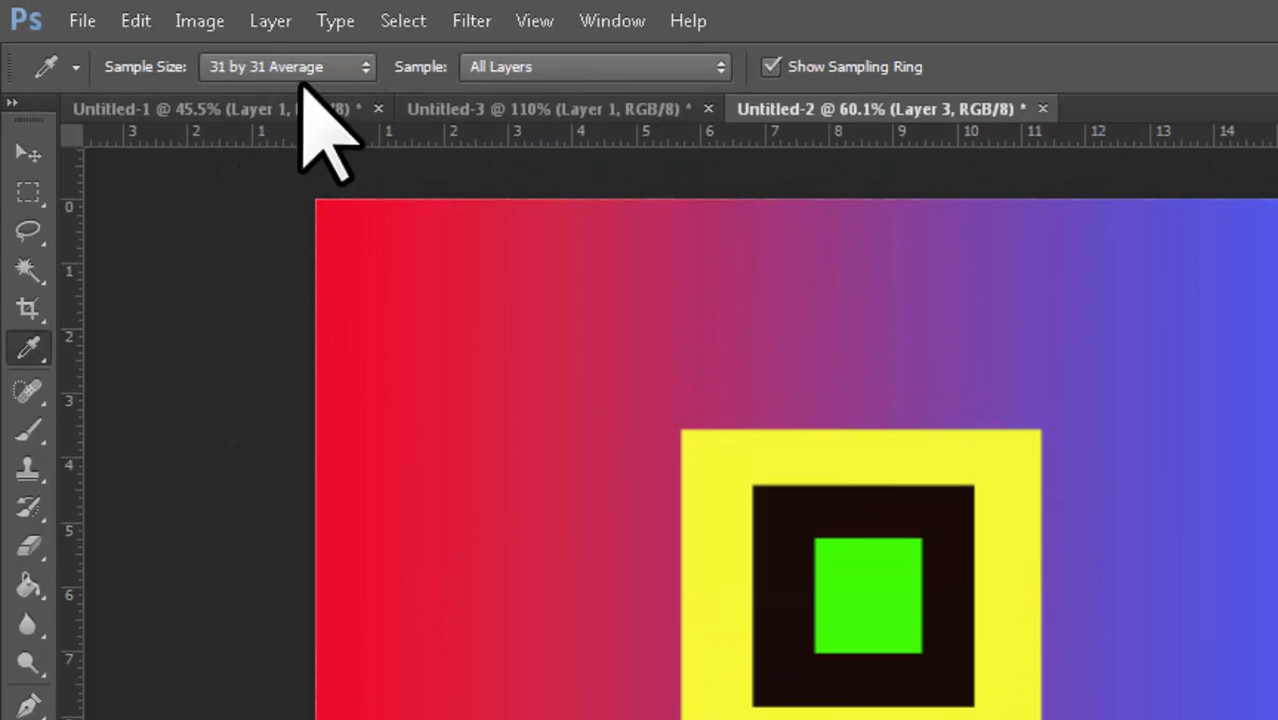 Ps File Edit Image Layer Type Select Filter View Window Help
Sample Size: 31 by 31 Average Sample: All Layers Show Sampling Ring
Untitled-1 @ 45.5% (Layer 1, RGB/8) * × Untitled-3 @ 110% (Layer 1, RGB/8) * × Untitled-2 @ 60.1% (Layer 3, RGB/8) * ×
3 2 1 1 2 3 4 5 6 7 8 9 10 11 12 13 14
0
1
2
3
4
5
6
7